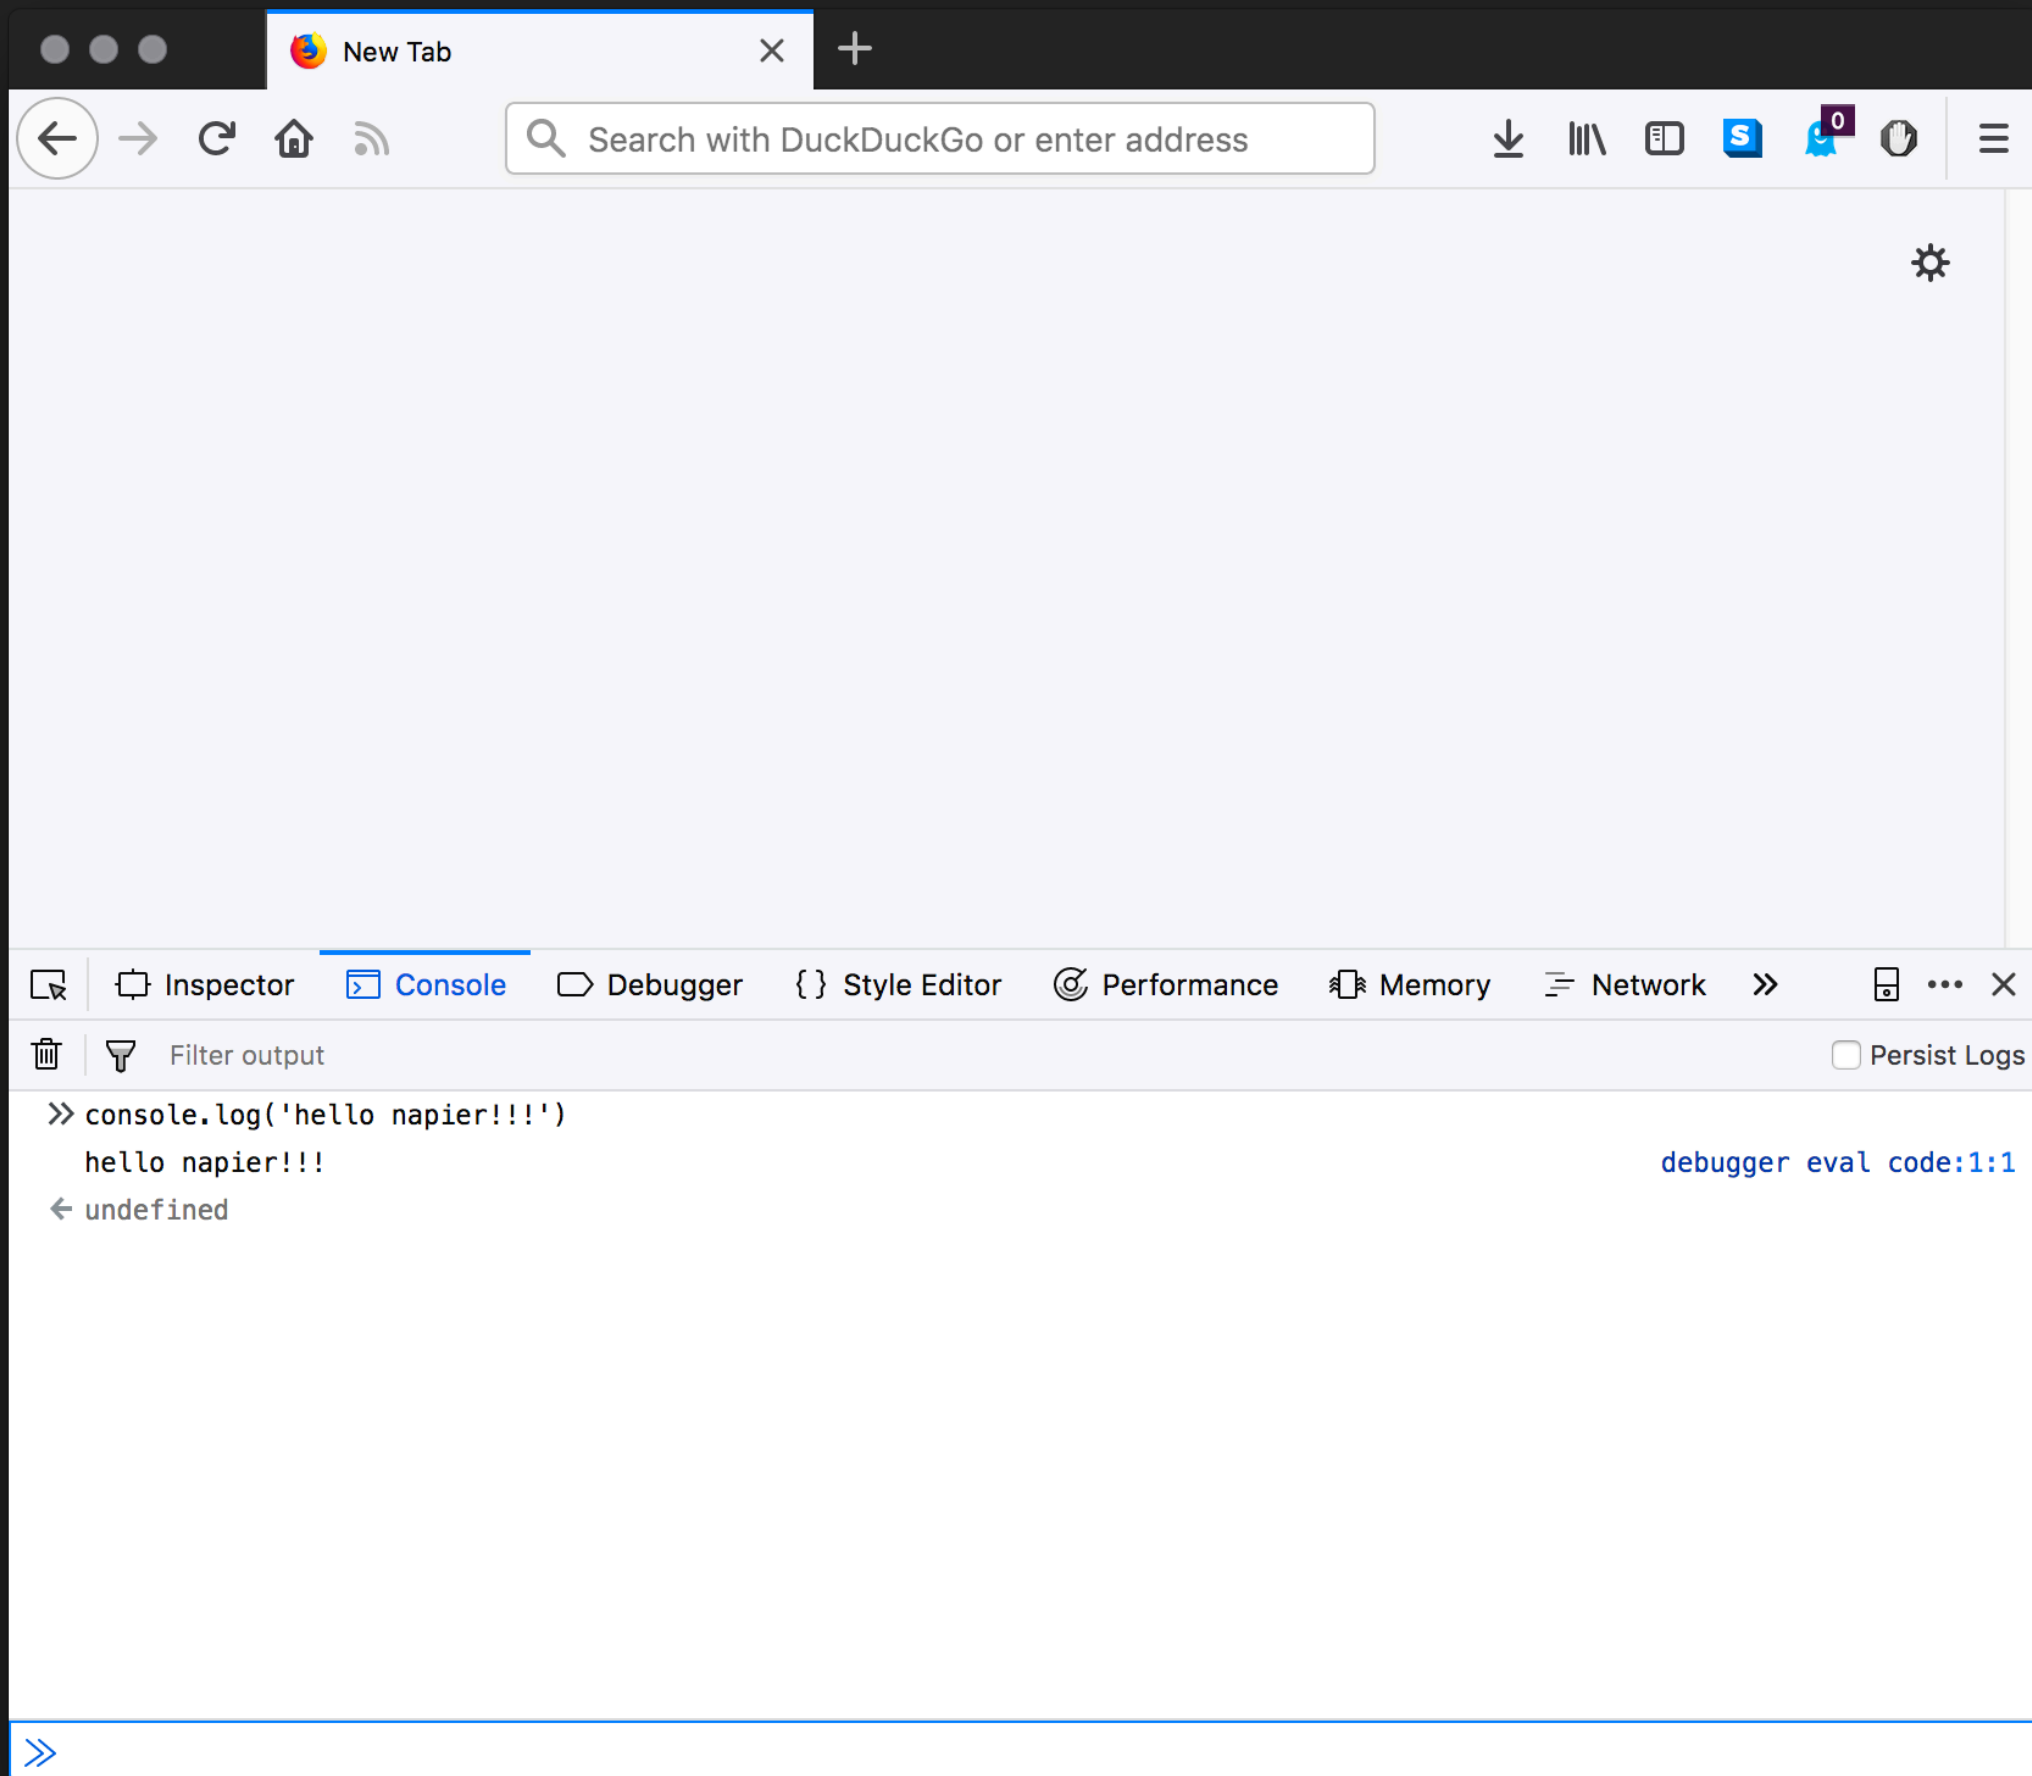 New Tab
Search with DuckDuckGo or enter address
S
0
Inspector Console Debugger { } Style Editor Performance Memory Network
Filter output Persist Logs
console.log('hello napier!!!')
hello napier!!! debugger eval code:1:1
undefined